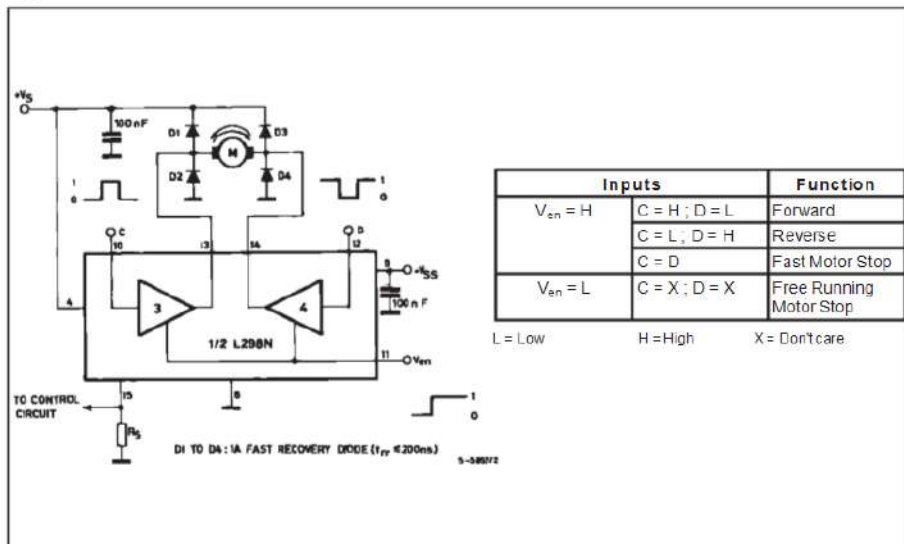 +VS
100nF
D1
D3
M
D2
D4
1
0
1
0
C
D
10
13
14
12
9
+VSS
4
3
4
100nF
1/2 L298N
11
Ven
15
8
TO CONTROL
CIRCUIT
RS
1
0
D1 TO D4 : 1A FAST RECOVERY DIODE (trr ≤200ns)
Inputs Function
Ven = H C = H ; D = L Forward
C = L ; D = H Reverse
C = D Fast Motor Stop
Ven = L C = X ; D = X Free Running
Motor Stop
L = Low H = High X = Don't care